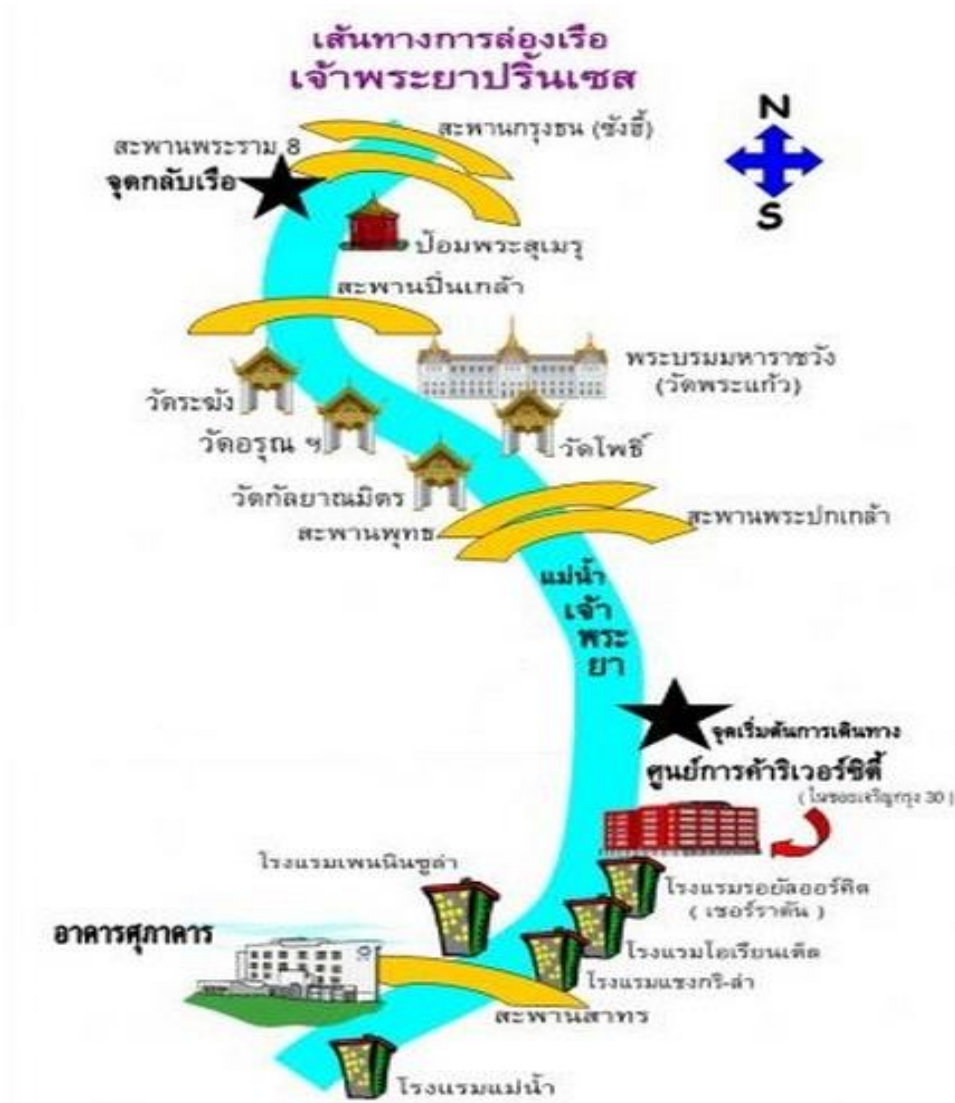 เส้นทางการล่องเรือ
เจ้าพระยาปริ้นเซส
N
S
สะพานกรุงธน (ซังฮี้)
สะพานพระราม 8
จุดกลับเรือ
ป้อมพระสุเมรุ
สะพานปิ่นเกล้า
พระบรมมหาราชวัง
(วัดพระแก้ว)
วัดระฆัง
วัดอรุณ ฯ
วัดโพธิ์
วัดกัลยาณมิตร
สะพานพุทธ
สะพานพระปกเกล้า
แม่น้ำ
เจ้า
พระ
ยา
จุดเริ่มต้นการเดินทาง
ศูนย์การค้าริเวอร์ซิตี้
( ในซอยเจริญกรุง 30 )
โรงแรมเพนนินซูล่า
โรงแรมรอยัลออร์คิด
( เชอร์ราตัน )
อาคารศุภาคาร
โรงแรมโอเรียนเต็ล
โรงแรมแชงกรี-ล่า
สะพานสาทร
โรงแรมแม่น้ำ